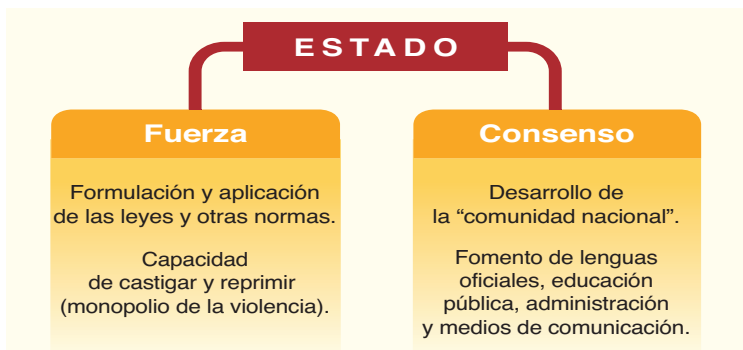 ESTADO
Fuerza
Formulación y aplicación
de las leyes y otras normas.
Capacidad
de castigar y reprimir
(monopolio de la violencia).
Consenso
Desarrollo de
la “comunidad nacional”.
Fomento de lenguas
oficiales, educación
pública, administración
y medios de comunicación.